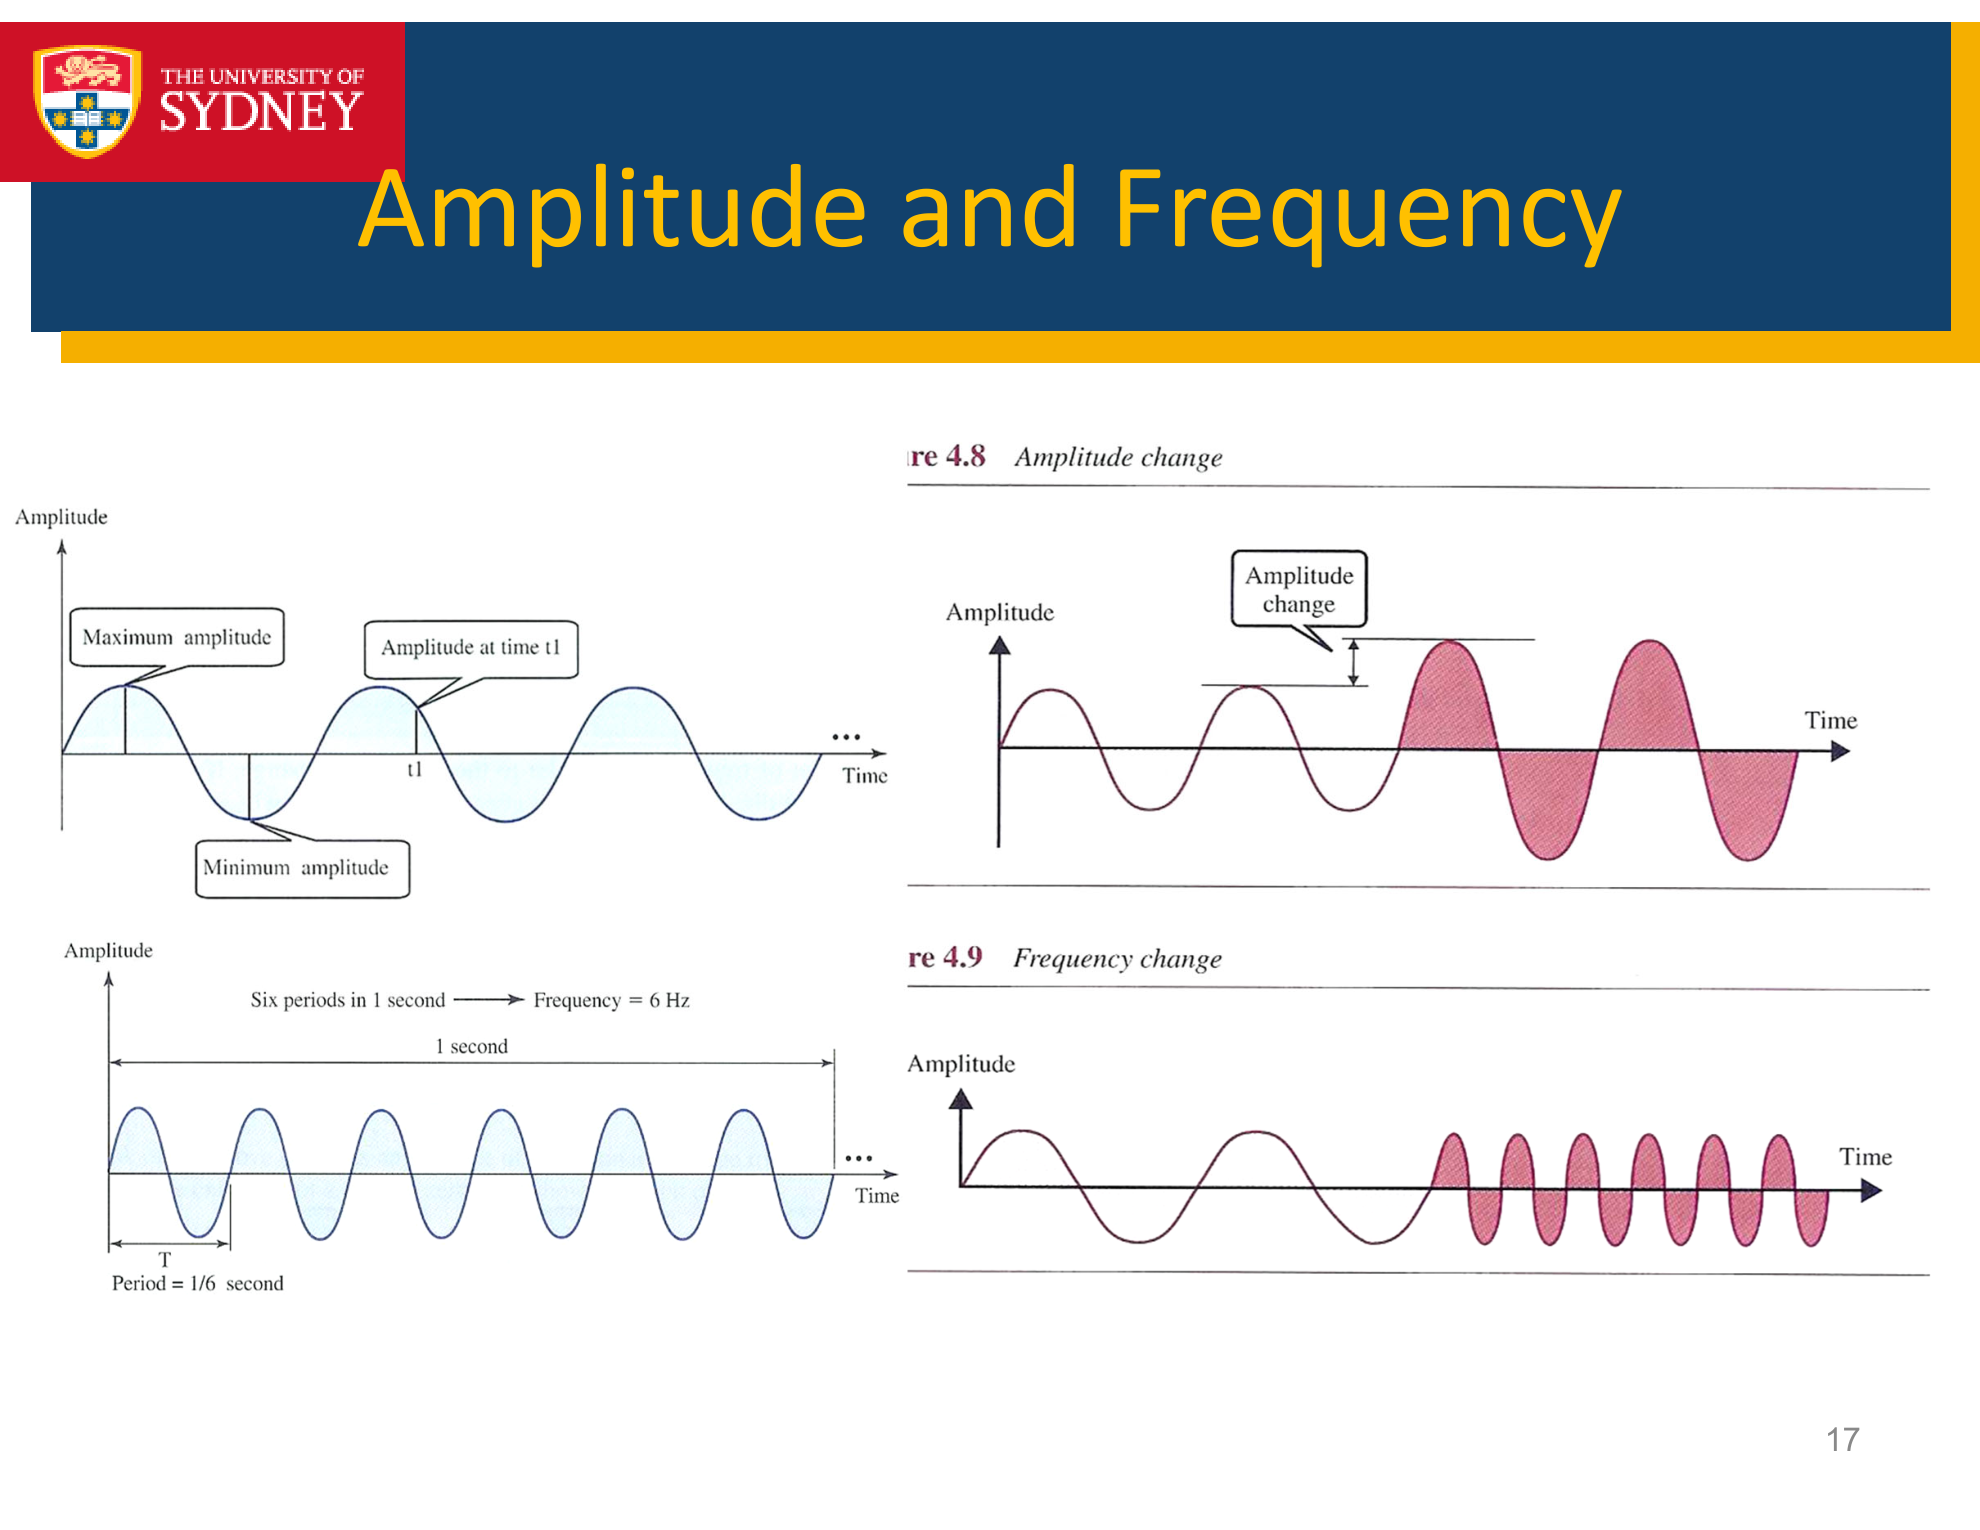 THE UNIVERSITY OF
SYDNEY
Amplitude and Frequency
Amplitude
Maximum amplitude
Amplitude at time t1
t1
...
Time
Minimum amplitude
re 4.8 Amplitude change
Amplitude
change
Amplitude
Time
Amplitude
Six periods in 1 second Frequency = 6 Hz
1 second
...
Time
T
Period = 1/6 second
re 4.9 Frequency change
Amplitude
Time
17